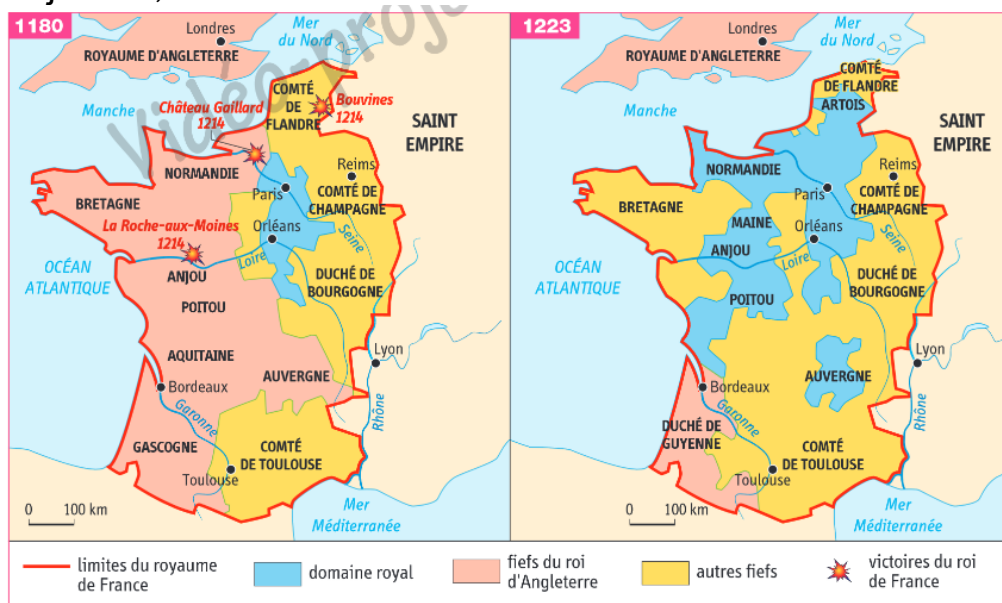 1180
Londres
ROYAUME D'ANGLETERRE
Mer
du Nord
Manche
Château Gaillard
1214
COMTÉ
DE
FLANDRE
Bouvines
1214
SAINT
EMPIRE
NORMANDIE
Reims
BRETAGNE
Paris
COMTÉ DE
CHAMPAGNE
La Roche-aux-Moines
1214
Orléans
Seine
Loire
OCÉAN
ATLANTIQUE
ANJOU
DUCHÉ DE
BOURGOGNE
POITOU
AQUITAINE
Lyon
AUVERGNE
Bordeaux
Rhône
Garonne
GASCOGNE
COMTÉ
DE TOULOUSE
Toulouse
0 100 km
Mer
Méditerranée
Vidéo-proj
1223
Londres
ROYAUME D'ANGLETERRE
Mer
du Nord
COMTÉ
DE FLANDRE
ARTOIS
Manche
SAINT
EMPIRE
NORMANDIE
Reims
Paris
COMTÉ DE
CHAMPAGNE
BRETAGNE
MAINE
Orléans
Seine
ANJOU
Loire
OCÉAN
ATLANTIQUE
DUCHÉ DE
BOURGOGNE
POITOU
Lyon
AUVERGNE
Bordeaux
Rhône
Garonne
DUCHÉ DE
GUYENNE
COMTÉ
DE TOULOUSE
Toulouse
0 100 km
Mer
Méditerranée
limites du royaume
de France
domaine royal
fiefs du roi
d'Angleterre
autres fiefs
victoires du roi
de France